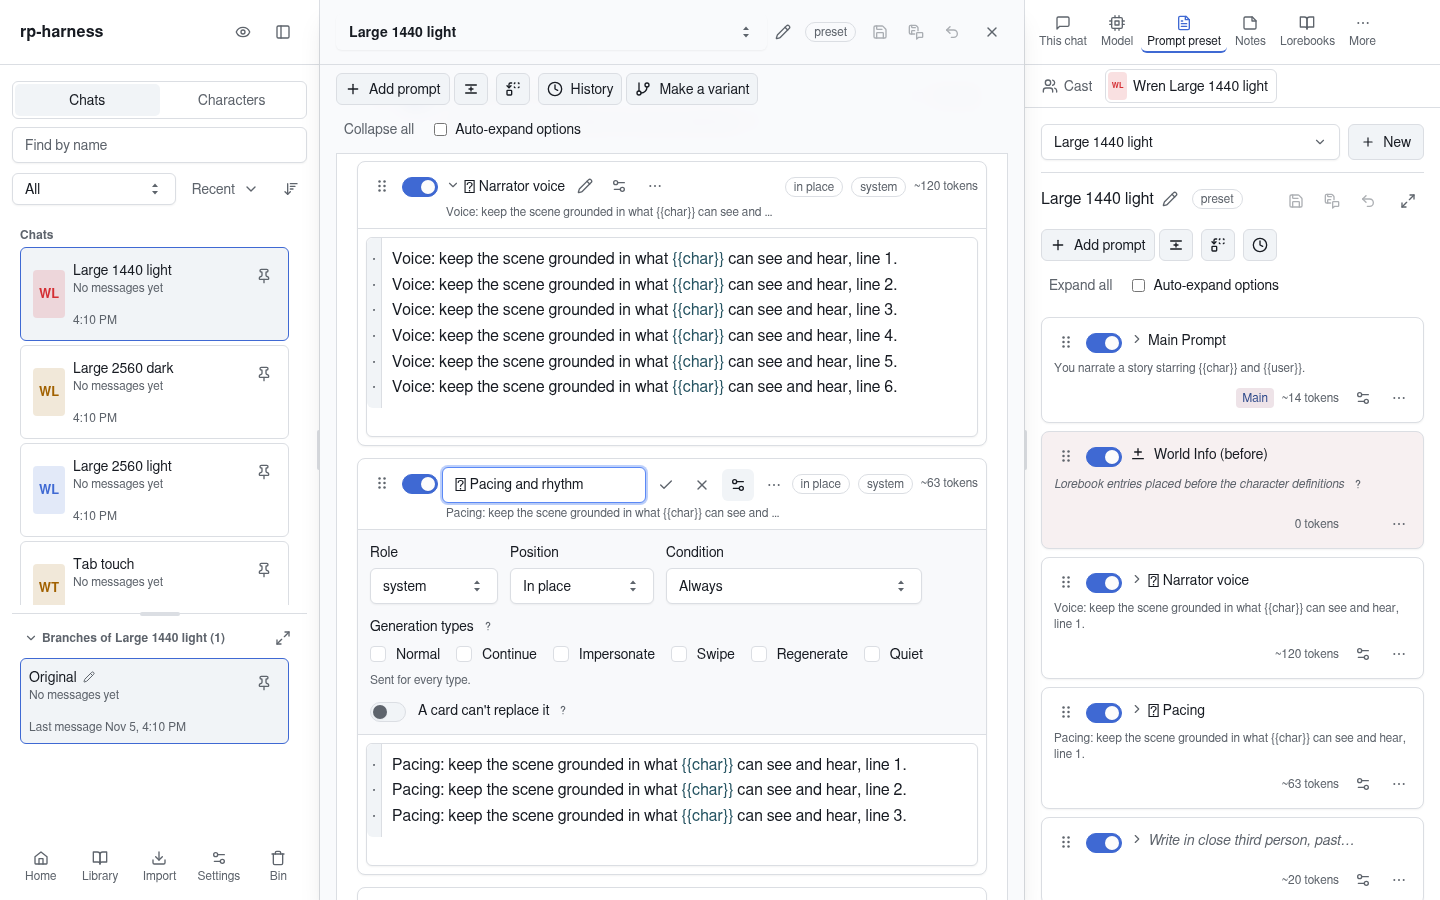 rp-harness
Chats
Characters
Find by name
All
Recent
Chats
WL
Large 1440 light
No messages yet
4:10 PM
WL
Large 2560 dark
No messages yet
4:10 PM
WL
Large 2560 light
No messages yet
4:10 PM
WT
Tab touch
No messages yet
Branches of Large 1440 light (1)
Original
No messages yet
Last message Nov 5, 4:10 PM
Home
Library
Import
Settings
Bin
Large 1440 light
preset
Add prompt
History
Make a variant
Collapse all
Auto-expand options
Narrator voice
in place
system
~120 tokens
Voice: keep the scene grounded in what {{char}} can see and ...
Voice: keep the scene grounded in what {{char}} can see and hear, line 1.
Voice: keep the scene grounded in what {{char}} can see and hear, line 2.
Voice: keep the scene grounded in what {{char}} can see and hear, line 3.
Voice: keep the scene grounded in what {{char}} can see and hear, line 4.
Voice: keep the scene grounded in what {{char}} can see and hear, line 5.
Voice: keep the scene grounded in what {{char}} can see and hear, line 6.
Pacing and rhythm
in place
system
~63 tokens
Pacing: keep the scene grounded in what {{char}} can see and ...
Role
Position
Condition
system
In place
Always
Generation types ?
Normal
Continue
Impersonate
Swipe
Regenerate
Quiet
Sent for every type.
A card can't replace it ?
Pacing: keep the scene grounded in what {{char}} can see and hear, line 1.
Pacing: keep the scene grounded in what {{char}} can see and hear, line 2.
Pacing: keep the scene grounded in what {{char}} can see and hear, line 3.
This chat
Model
Prompt preset
Notes
Lorebooks
More
Cast
WL
Wren Large 1440 light
Large 1440 light
New
Large 1440 light
preset
Add prompt
Expand all
Auto-expand options
Main Prompt
You narrate a story starring {{char}} and {{user}}.
Main
~14 tokens
World Info (before)
Lorebook entries placed before the character definitions ?
0 tokens
Narrator voice
Voice: keep the scene grounded in what {{char}} can see and hear,
line 1.
~120 tokens
Pacing
Pacing: keep the scene grounded in what {{char}} can see and hear,
line 1.
~63 tokens
Write in close third person, past…
~20 tokens